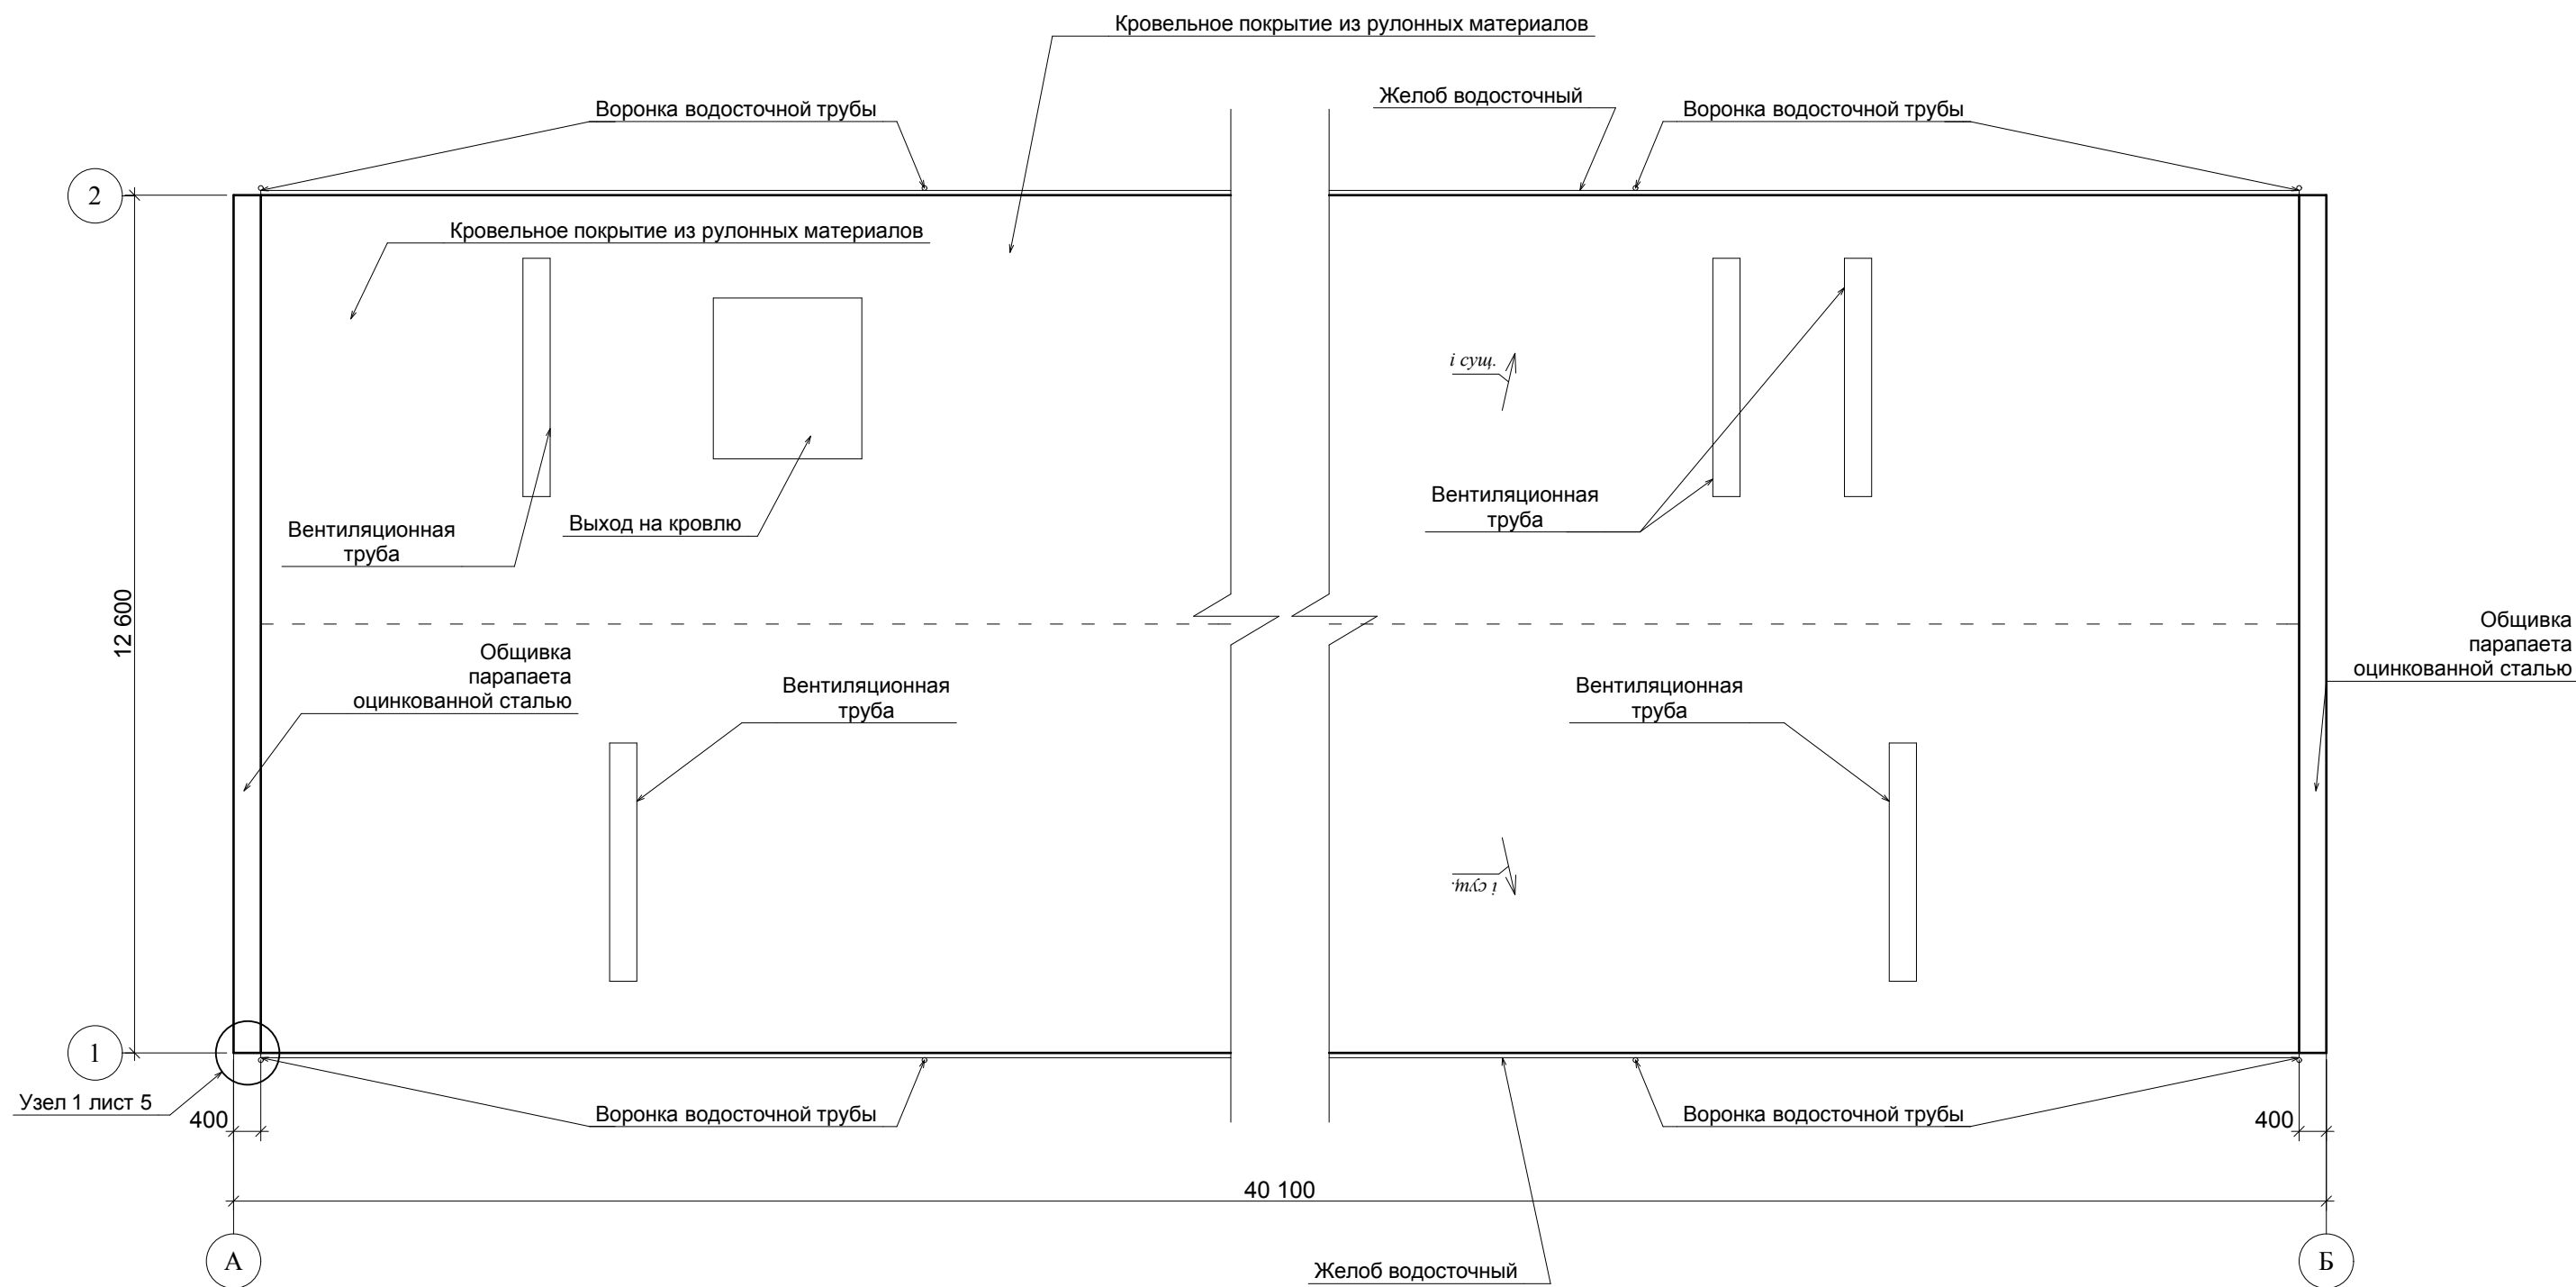 Кровельное покрытие из рулонных материалов
Воронка водосточной трубы
Желоб водосточный
Воронка водосточной трубы
2
Кровельное покрытие из рулонных материалов
i сущ.
Вентиляционная
труба
Выход на кровлю
Вентиляционная
труба
12 600
Общивка
парапаета
оцинкованной сталью
Общивка
парапаета
оцинкованной сталью
Вентиляционная
труба
Вентиляционная
труба
i сущ.
1
Узел 1 лист 5
400
Воронка водосточной трубы
Воронка водосточной трубы
400
40 100
А
Желоб водосточный
Б